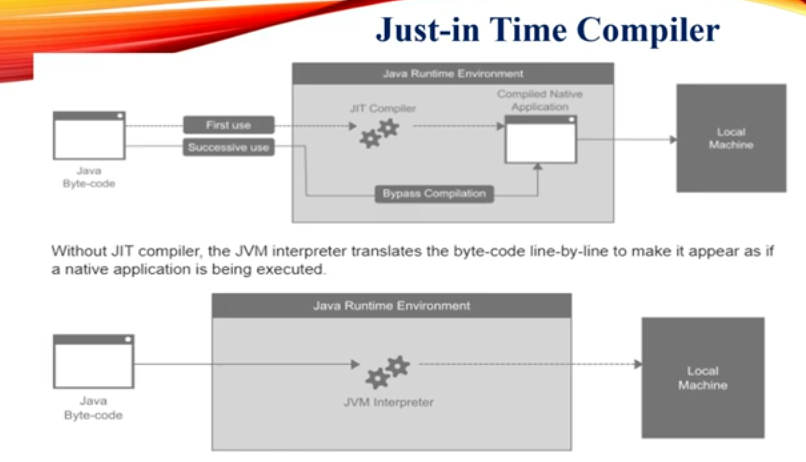 Just-in Time Compiler
Java Runtime Environment
JIT Compiler
Compiled Native
Application
First use
Successive use
Java
Byte-code
Bypass Compilation
Local
Machine
Without JIT compiler, the JVM interpreter translates the byte-code line-by-line to make it appear as if
a native application is being executed.
Java Runtime Environment
Java
Byte-code
JVM Interpreter
Local
Machine